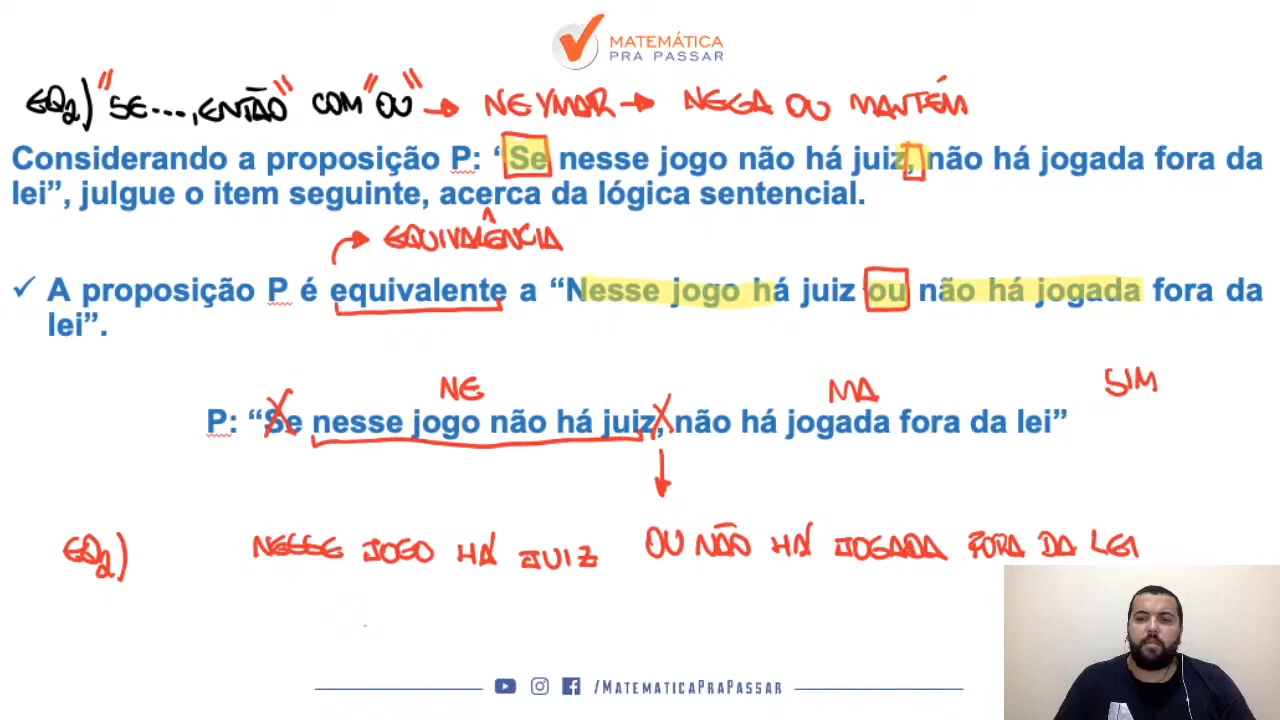 MATEMÁTICA
PRA PASSAR
EQ2) "SE..., ENTÃO" COM "OU" → NEYMAR → NEGA OU MANTÉM
Considerando a proposição P: “Se nesse jogo não há juiz, não há jogada fora da
lei”, julgue o item seguinte, acerca da lógica sentencial.
EQUIVALÊNCIA
✓ A proposição P é equivalente a “Nesse jogo há juiz ou não há jogada fora da
lei”.
NE MA SIM
P: “Se nesse jogo não há juiz, não há jogada fora da lei”
EQ2) NESSE JOGO HÁ JUIZ OU NÃO HÁ JOGADA FORA DA LEI
/MATEMATICAPRAPASSAR